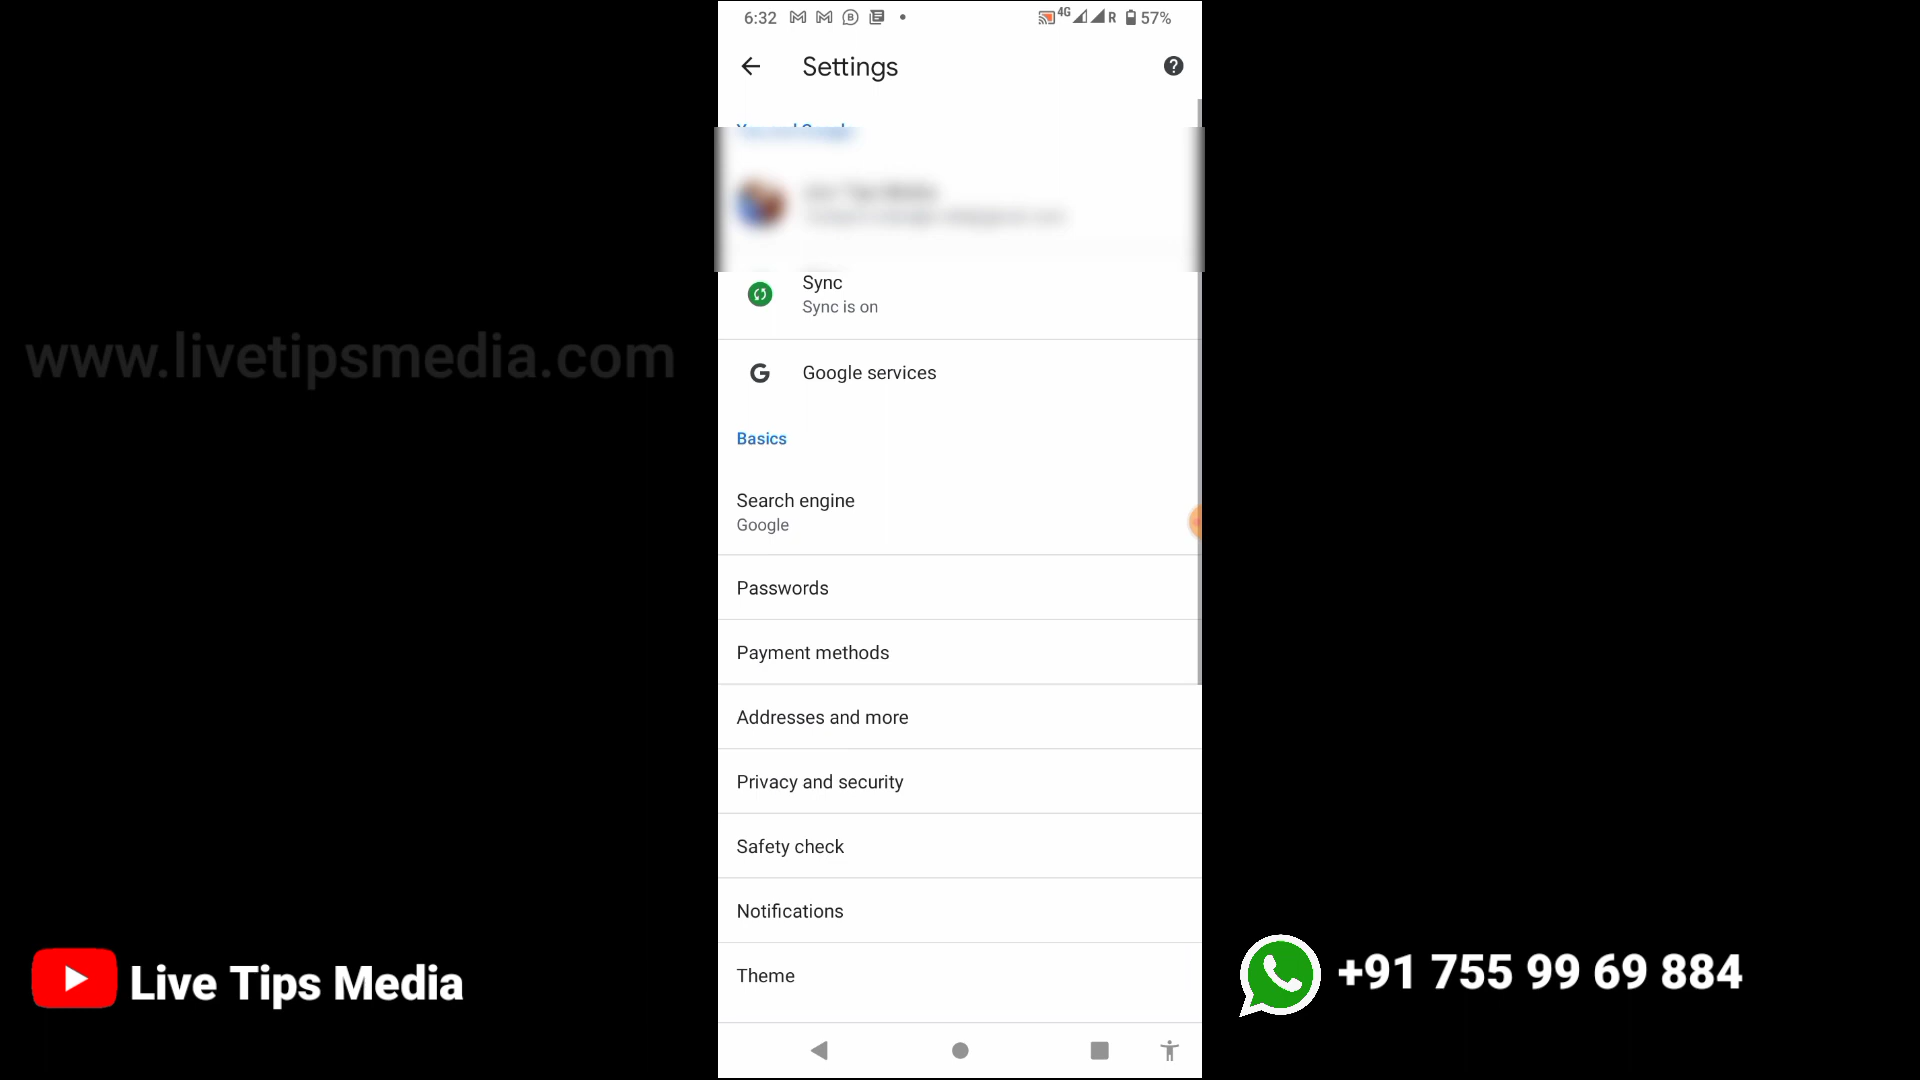 6:32
4G
R
57%
Settings
Sync
Sync is on
www.livetipsmedia.com
Google services
Basics
Search engine
Google
Passwords
Payment methods
Addresses and more
Privacy and security
Safety check
Notifications
Theme
Live Tips Media
+91 755 99 69 884